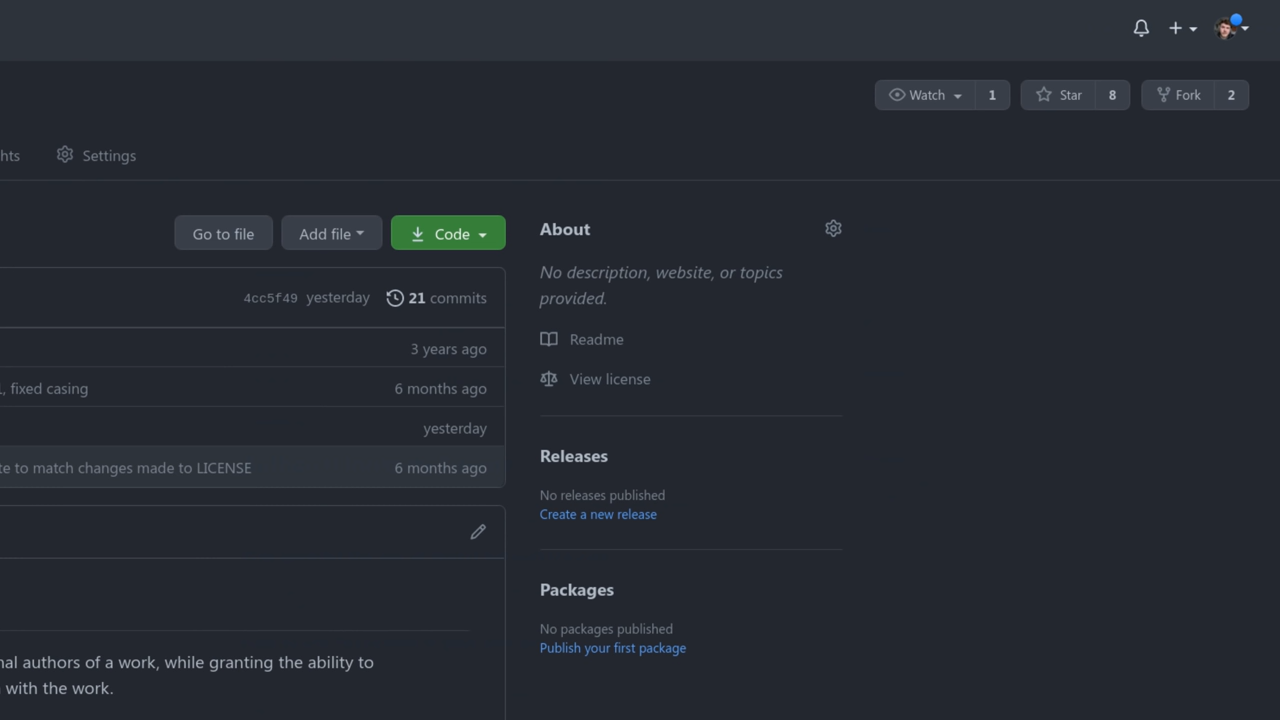 Watch 1 Star 8 Fork 2
Settings
Go to file Add file Code
4cc5f49 yesterday 21 commits
3 years ago
, fixed casing 6 months ago
yesterday
to match changes made to LICENSE 6 months ago
authors of a work, while granting the ability to
with the work.
About
No description, website, or topics
provided.
Readme
View license
Releases
No releases published
Create a new release
Packages
No packages published
Publish your first package